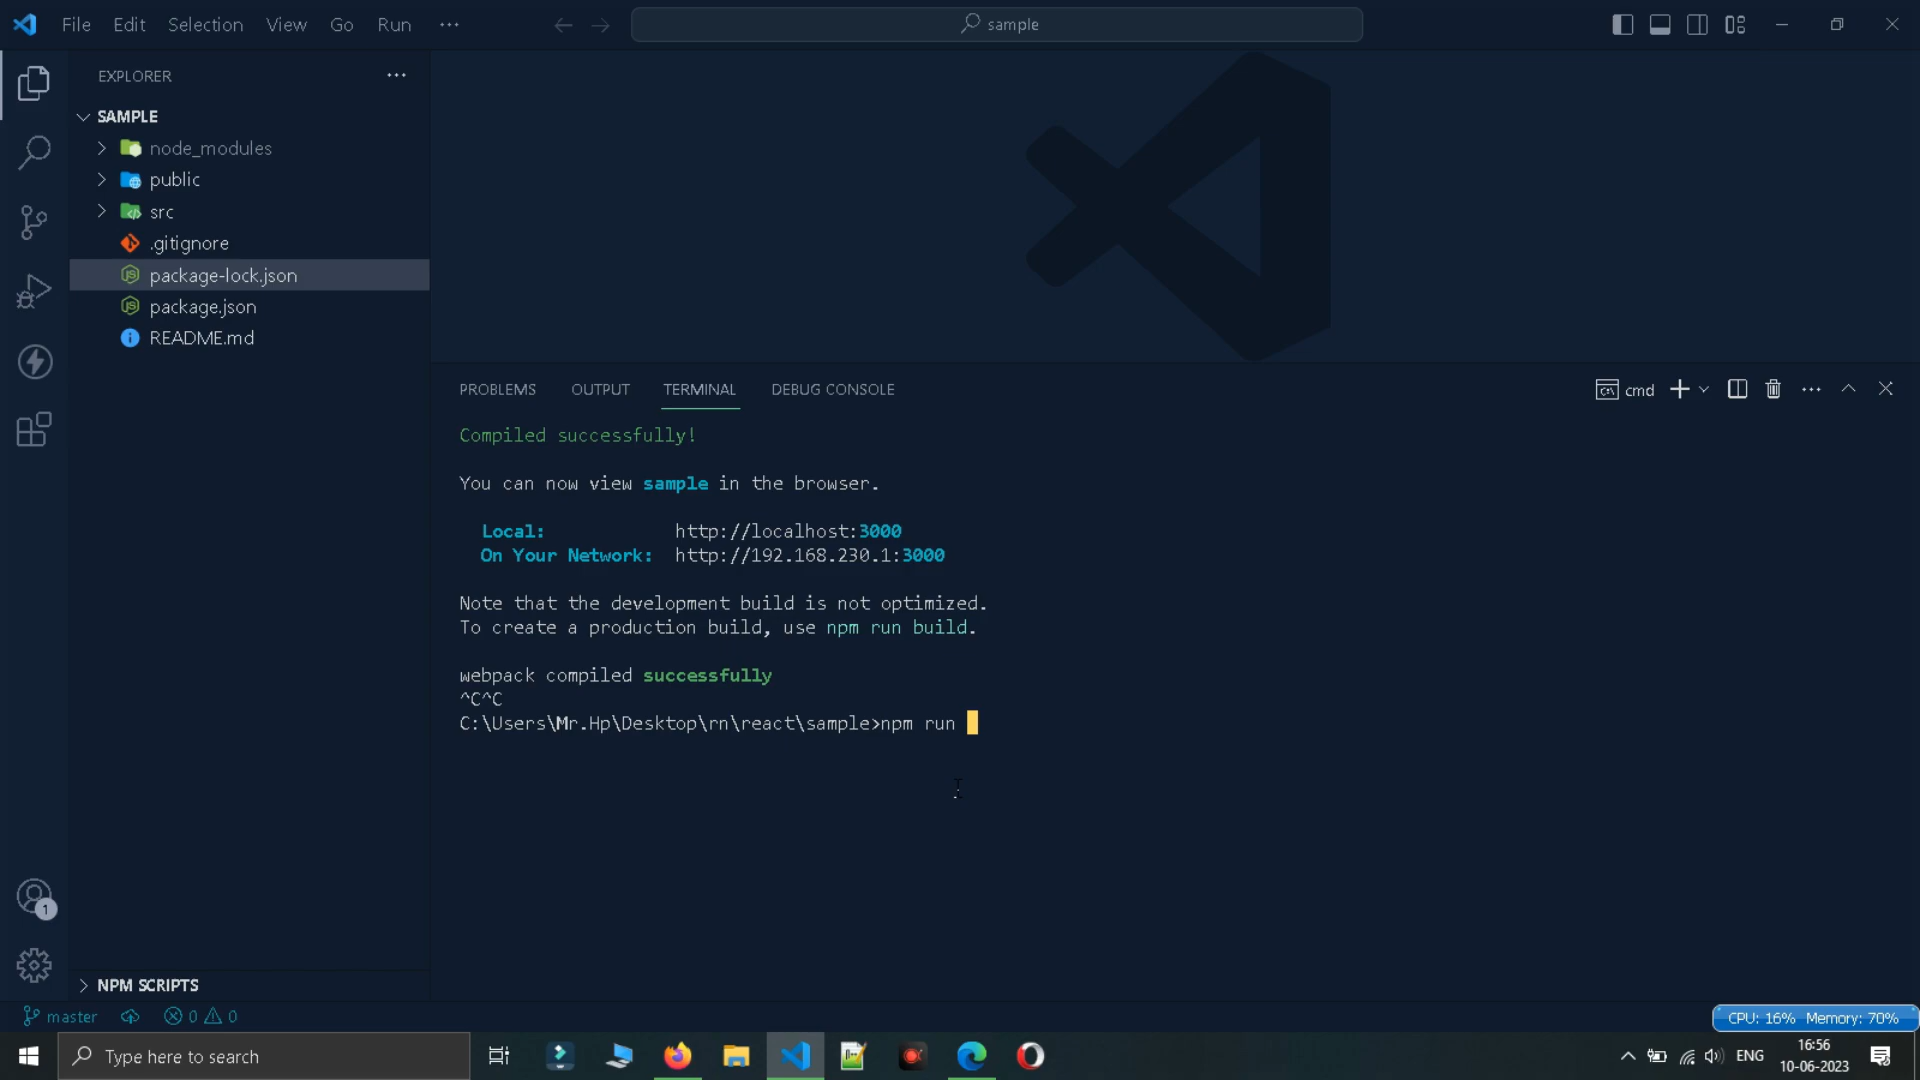 File Edit Selection View Go Run ···
sample
EXPLORER ···
SAMPLE
node_modules
public
src
.gitignore
package-lock.json
package.json
README.md
PROBLEMS OUTPUT TERMINAL DEBUG CONSOLE
cmd
Compiled successfully!
You can now view sample in the browser.
Local: http://localhost:3000
On Your Network: http://192.168.230.1:3000
Note that the development build is not optimized.
To create a production build, use npm run build.
webpack compiled successfully
^C^C
C:\Users\Mr.Hp\Desktop\rn\react\sample>npm run
1
NPM SCRIPTS
master 0 0
CPU: 16% Memory: 70%
Type here to search
ENG
16:56
10-06-2023